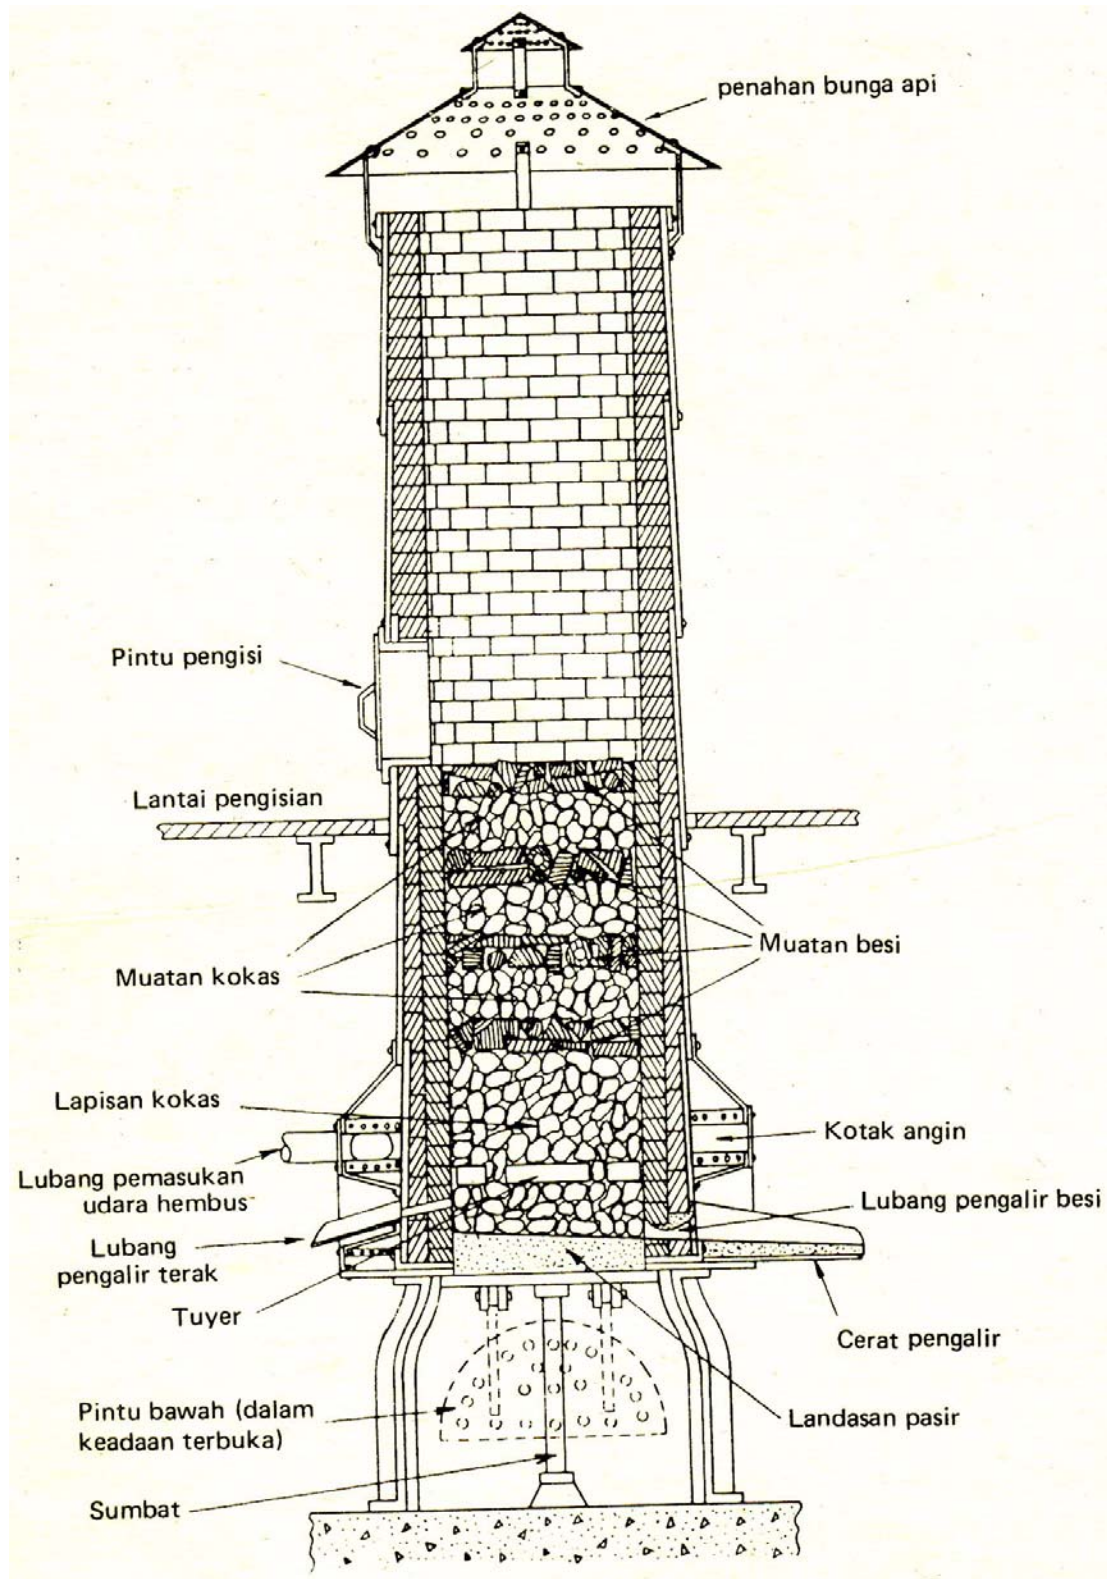 penahan bunga api
Pintu pengisi
Lantai pengisian
Muatan besi
Muatan kokas
Lapisan kokas
Kotak angin
Lubang pemasukan
udara hembus
Lubang pengalir besi
Lubang
pengalir terak
Tuyer
Cerat pengalir
Pintu bawah (dalam
keadaan terbuka)
Landasan pasir
Sumbat